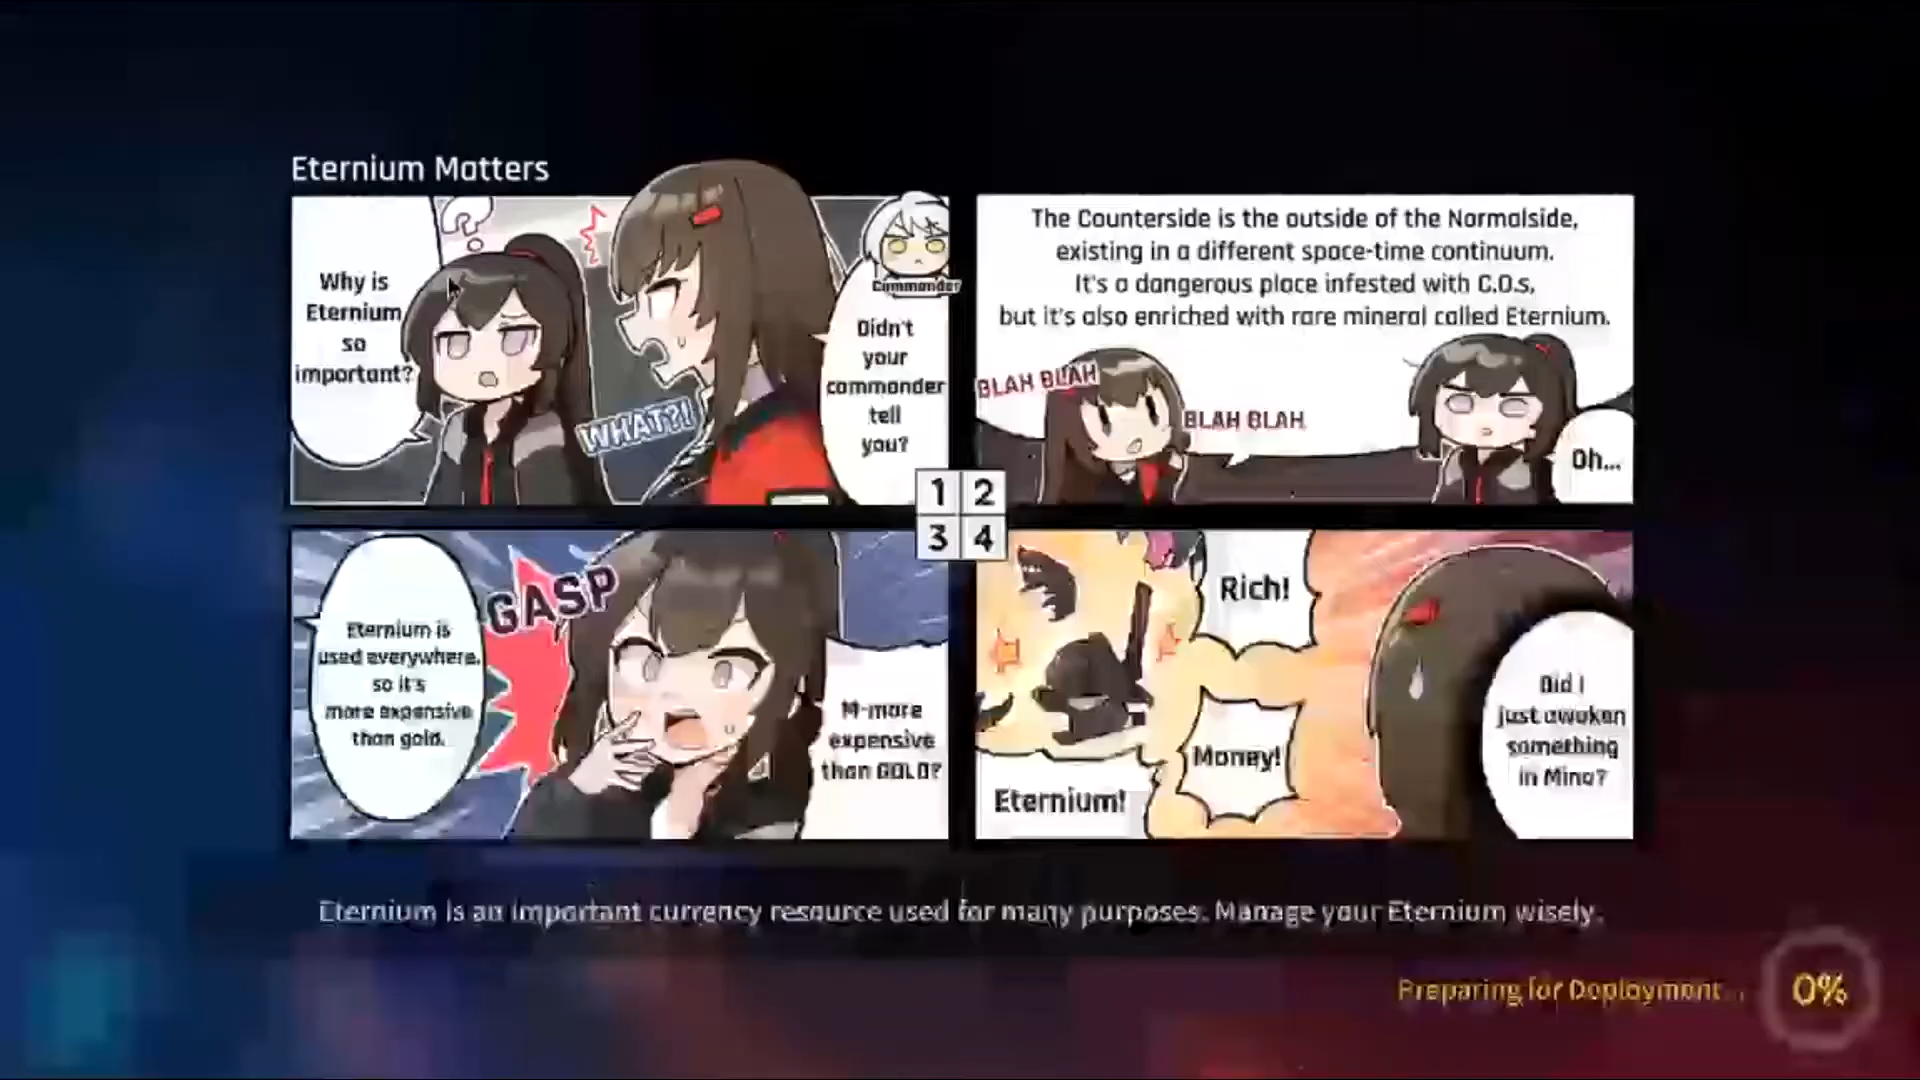 Eternium Matters
Why is
Eternium
so
important?
WHAT?!
Commander
Didn't
your
commander
tell
you?
The Counterside is the outside of the Normalside,
existing in a different space-time continuum.
It's a dangerous place infested with C.O.s,
but it's also enriched with rare mineral called Eternium.
BLAH BLAH
BLAH BLAH
Oh...
1 2
3 4
Eternium is
used everywhere,
so it's
more expensive
than gold.
GASP
M-more
expensive
than GOLD?
Rich!
Money!
Eternium!
Did I
just awaken
something
in Mina?
Eternium is an important currency resource used for many purposes. Manage your Eternium wisely.
Preparing for Deployment...
0%